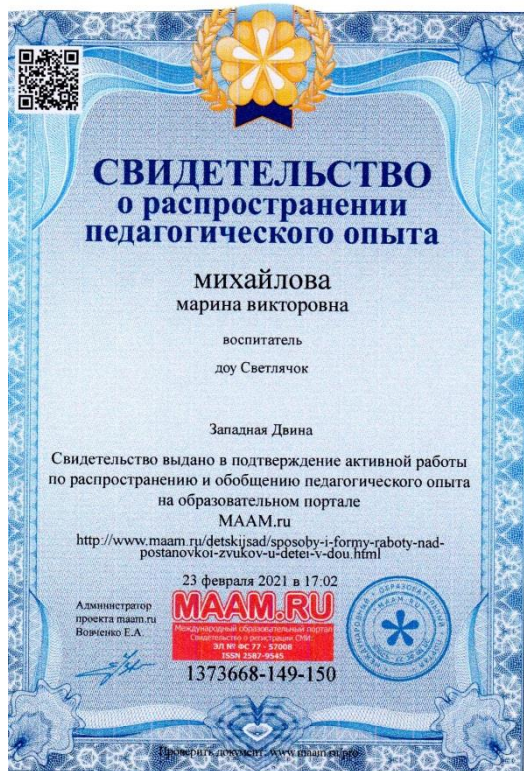 СВИДЕТЕЛЬСТВО
о распространении
педагогического опыта
михайлова
марина викторовна
воспитатель
доу Светлячок
Западная Двина
Свидетельство выдано в подтверждение активной работы
по распространению и обобщению педагогического опыта
на образовательном портале
MAAM.ru
http://www.maam.ru/detskijsad/sposoby-i-formy-raboty-nad-
postanovkoi-zvukov-u-detei-v-dou.html
23 февраля 2021 в 17:02
Администратор
проекта maam.ru
Вовченко Е.А.
MAAM.RU
Международный образовательный портал
Свидетельство о регистрации СМИ
ЭЛ № ФС 77 - 57008
ISSN 2587-9545
1373668-149-150
Проверить документ: www.maam.ru/pro